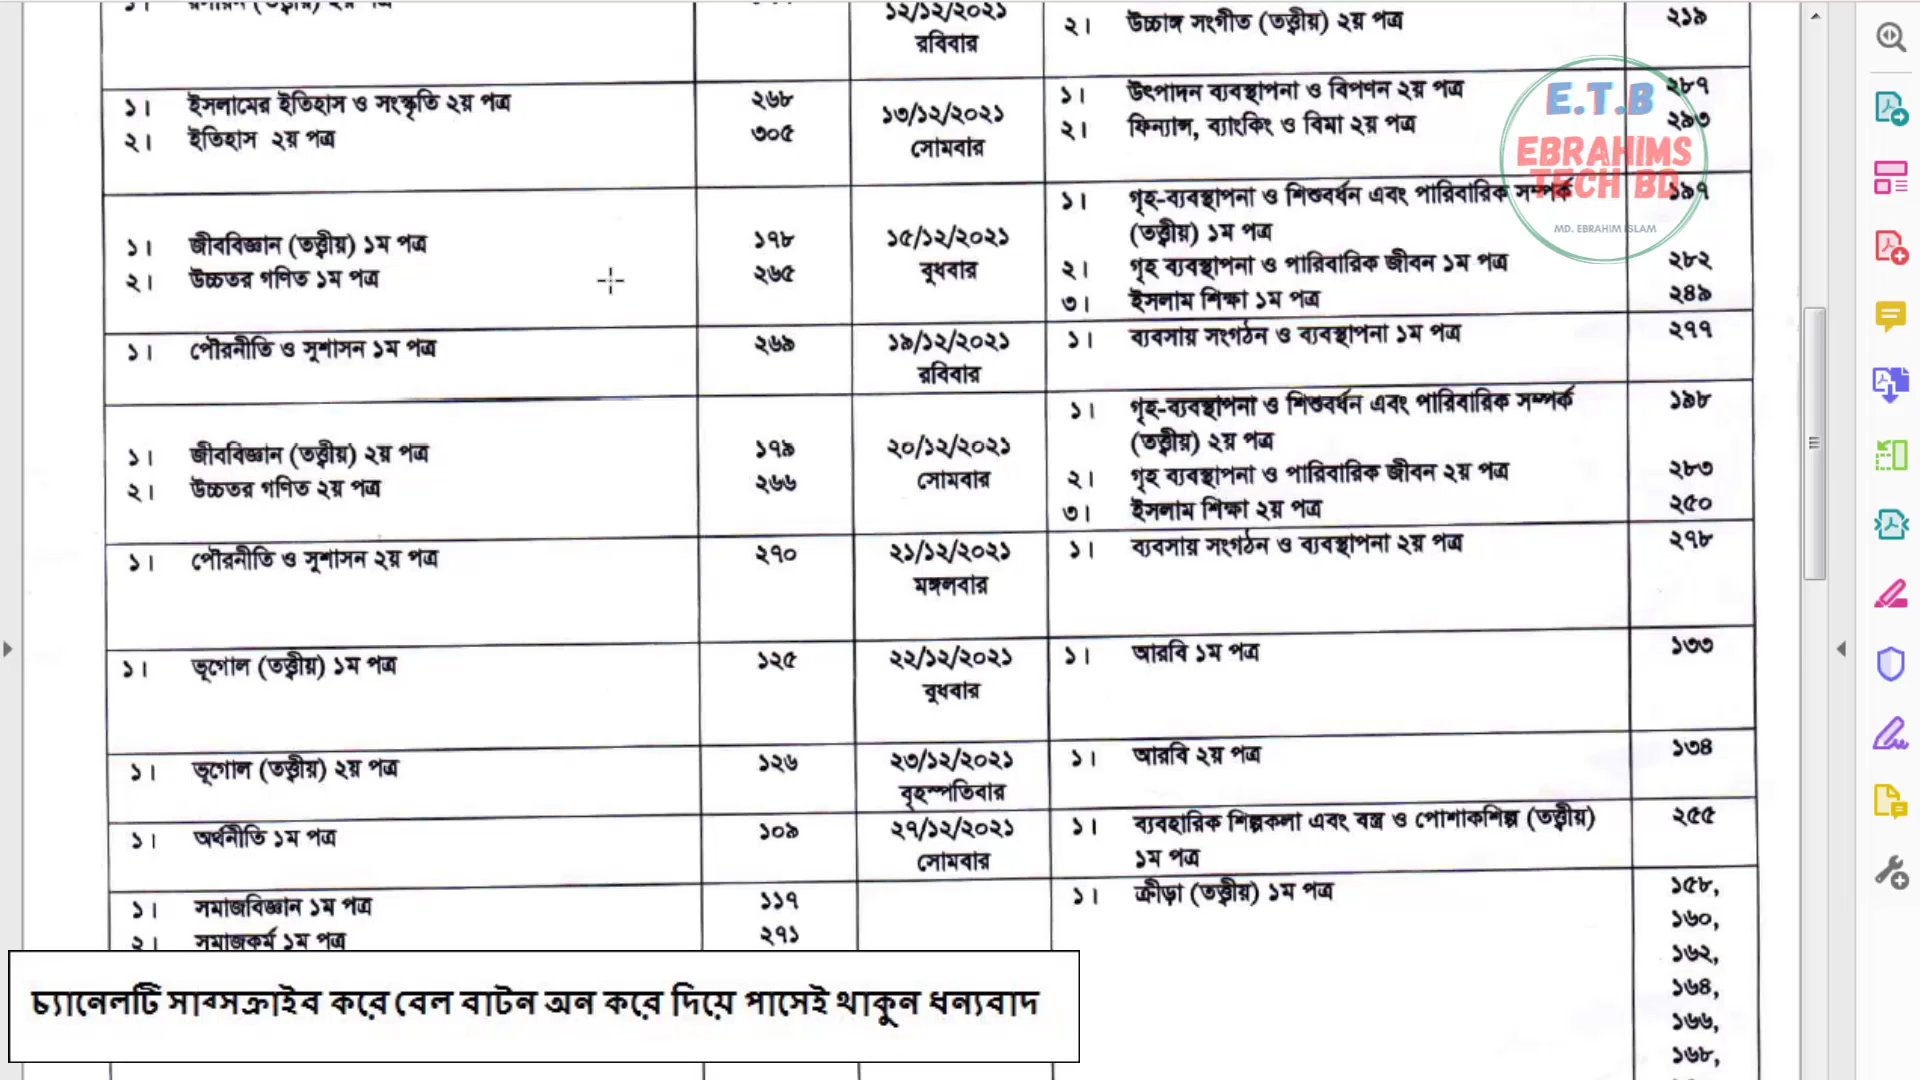 ১২/১২/২০২১
রবিবার
২। উচ্চাঙ্গ সংগীত (তত্ত্বীয়) ২য় পত্র ২১৯
১। ইসলামের ইতিহাস ও সংস্কৃতি ২য় পত্র ২৬৮
২। ইতিহাস ২য় পত্র ৩০৫
১৩/১২/২০২১
সোমবার
১। উৎপাদন ব্যবস্থাপনা ও বিপণন ২য় পত্র ২৮৭
২। ফিন্যান্স, ব্যাংকিং ও বিমা ২য় পত্র ২৯৩
E.T.B
EBRAHIMS
TECH BD
MD. EBRAHIM ISLAM
১। জীববিজ্ঞান (তত্ত্বীয়) ১ম পত্র ১৭৮
২। উচ্চতর গণিত ১ম পত্র ২৬৫
১৫/১২/২০২১
বুধবার
১। গৃহ-ব্যবস্থাপনা ও শিশুবর্ধন এবং পারিবারিক সম্পর্ক ১৯৭
(তত্ত্বীয়) ১ম পত্র
২। গৃহ ব্যবস্থাপনা ও পারিবারিক জীবন ১ম পত্র ২৮২
৩। ইসলাম শিক্ষা ১ম পত্র ২৪৯
১। পৌরনীতি ও সুশাসন ১ম পত্র ২৬৯
১৯/১২/২০২১
রবিবার
১। ব্যবসায় সংগঠন ও ব্যবস্থাপনা ১ম পত্র ২৭৭
১। জীববিজ্ঞান (তত্ত্বীয়) ২য় পত্র ১৭৯
২। উচ্চতর গণিত ২য় পত্র ২৬৬
২০/১২/২০২১
সোমবার
১। গৃহ-ব্যবস্থাপনা ও শিশুবর্ধন এবং পারিবারিক সম্পর্ক ১৯৮
(তত্ত্বীয়) ২য় পত্র
২। গৃহ ব্যবস্থাপনা ও পারিবারিক জীবন ২য় পত্র ২৮৩
৩। ইসলাম শিক্ষা ২য় পত্র ২৫০
১। পৌরনীতি ও সুশাসন ২য় পত্র ২৭০
২১/১২/২০২১
মঙ্গলবার
১। ব্যবসায় সংগঠন ও ব্যবস্থাপনা ২য় পত্র ২৭৮
১। ভূগোল (তত্ত্বীয়) ১ম পত্র ১২৫
২২/১২/২০২১
বুধবার
১। আরবি ১ম পত্র ১৩৩
১। ভূগোল (তত্ত্বীয়) ২য় পত্র ১২৬
২৩/১২/২০২১
বৃহস্পতিবার
১। আরবি ২য় পত্র ১৩৪
১। অর্থনীতি ১ম পত্র ১০৯
২৭/১২/২০২১
সোমবার
১। ব্যবহারিক শিল্পকলা এবং বস্ত্র ও পোশাকশিল্প (তত্ত্বীয়) ২৫৫
১ম পত্র
১। সমাজবিজ্ঞান ১ম পত্র ১১৭
২। সমাজকর্ম ১ম পত্র ২৭১
১। ক্রীড়া (তত্ত্বীয়) ১ম পত্র ১৫৮,
১৬০,
১৬২,
১৬৪,
১৬৬,
১৬৮,
চ্যানেলটি সাবসক্রাইব করে বেল বাটন অন করে দিয়ে পাসেই থাকুন ধন্যবাদ